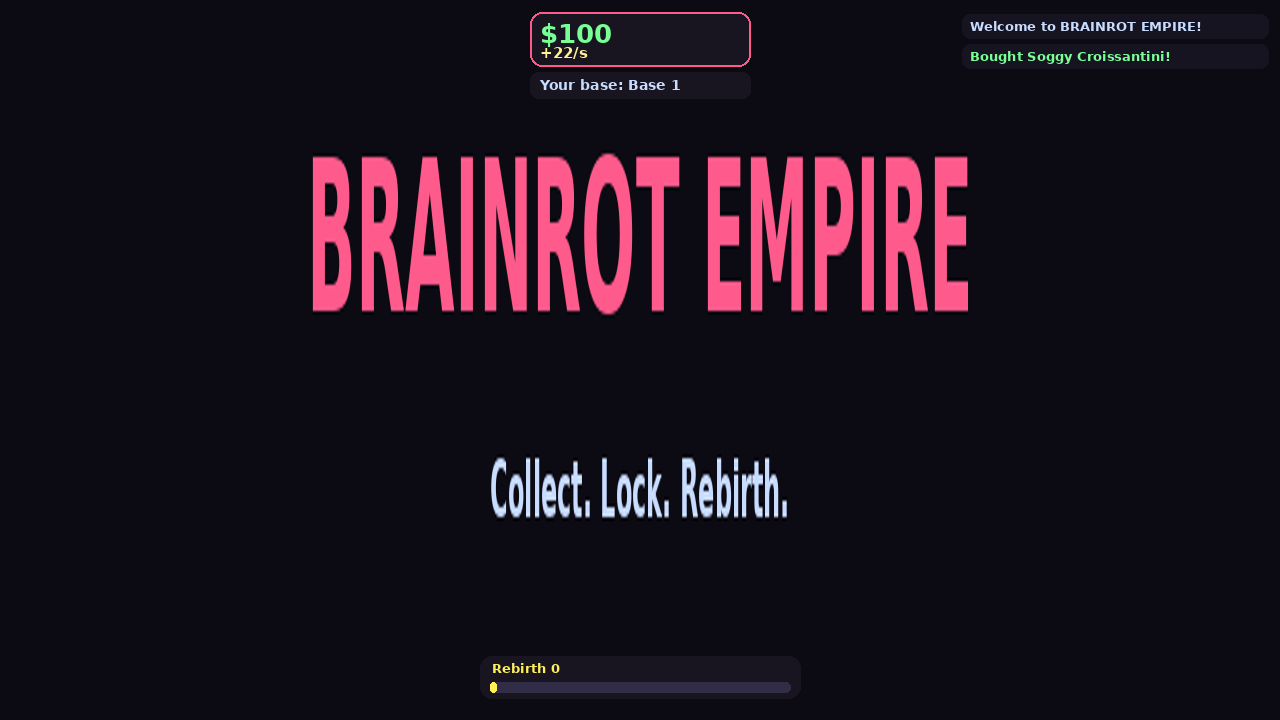 $100
+22/s
Your base: Base 1
Welcome to BRAINROT EMPIRE!
Bought Soggy Croissantini!
BRAINROT EMPIRE
Collect. Lock. Rebirth.
Rebirth 0